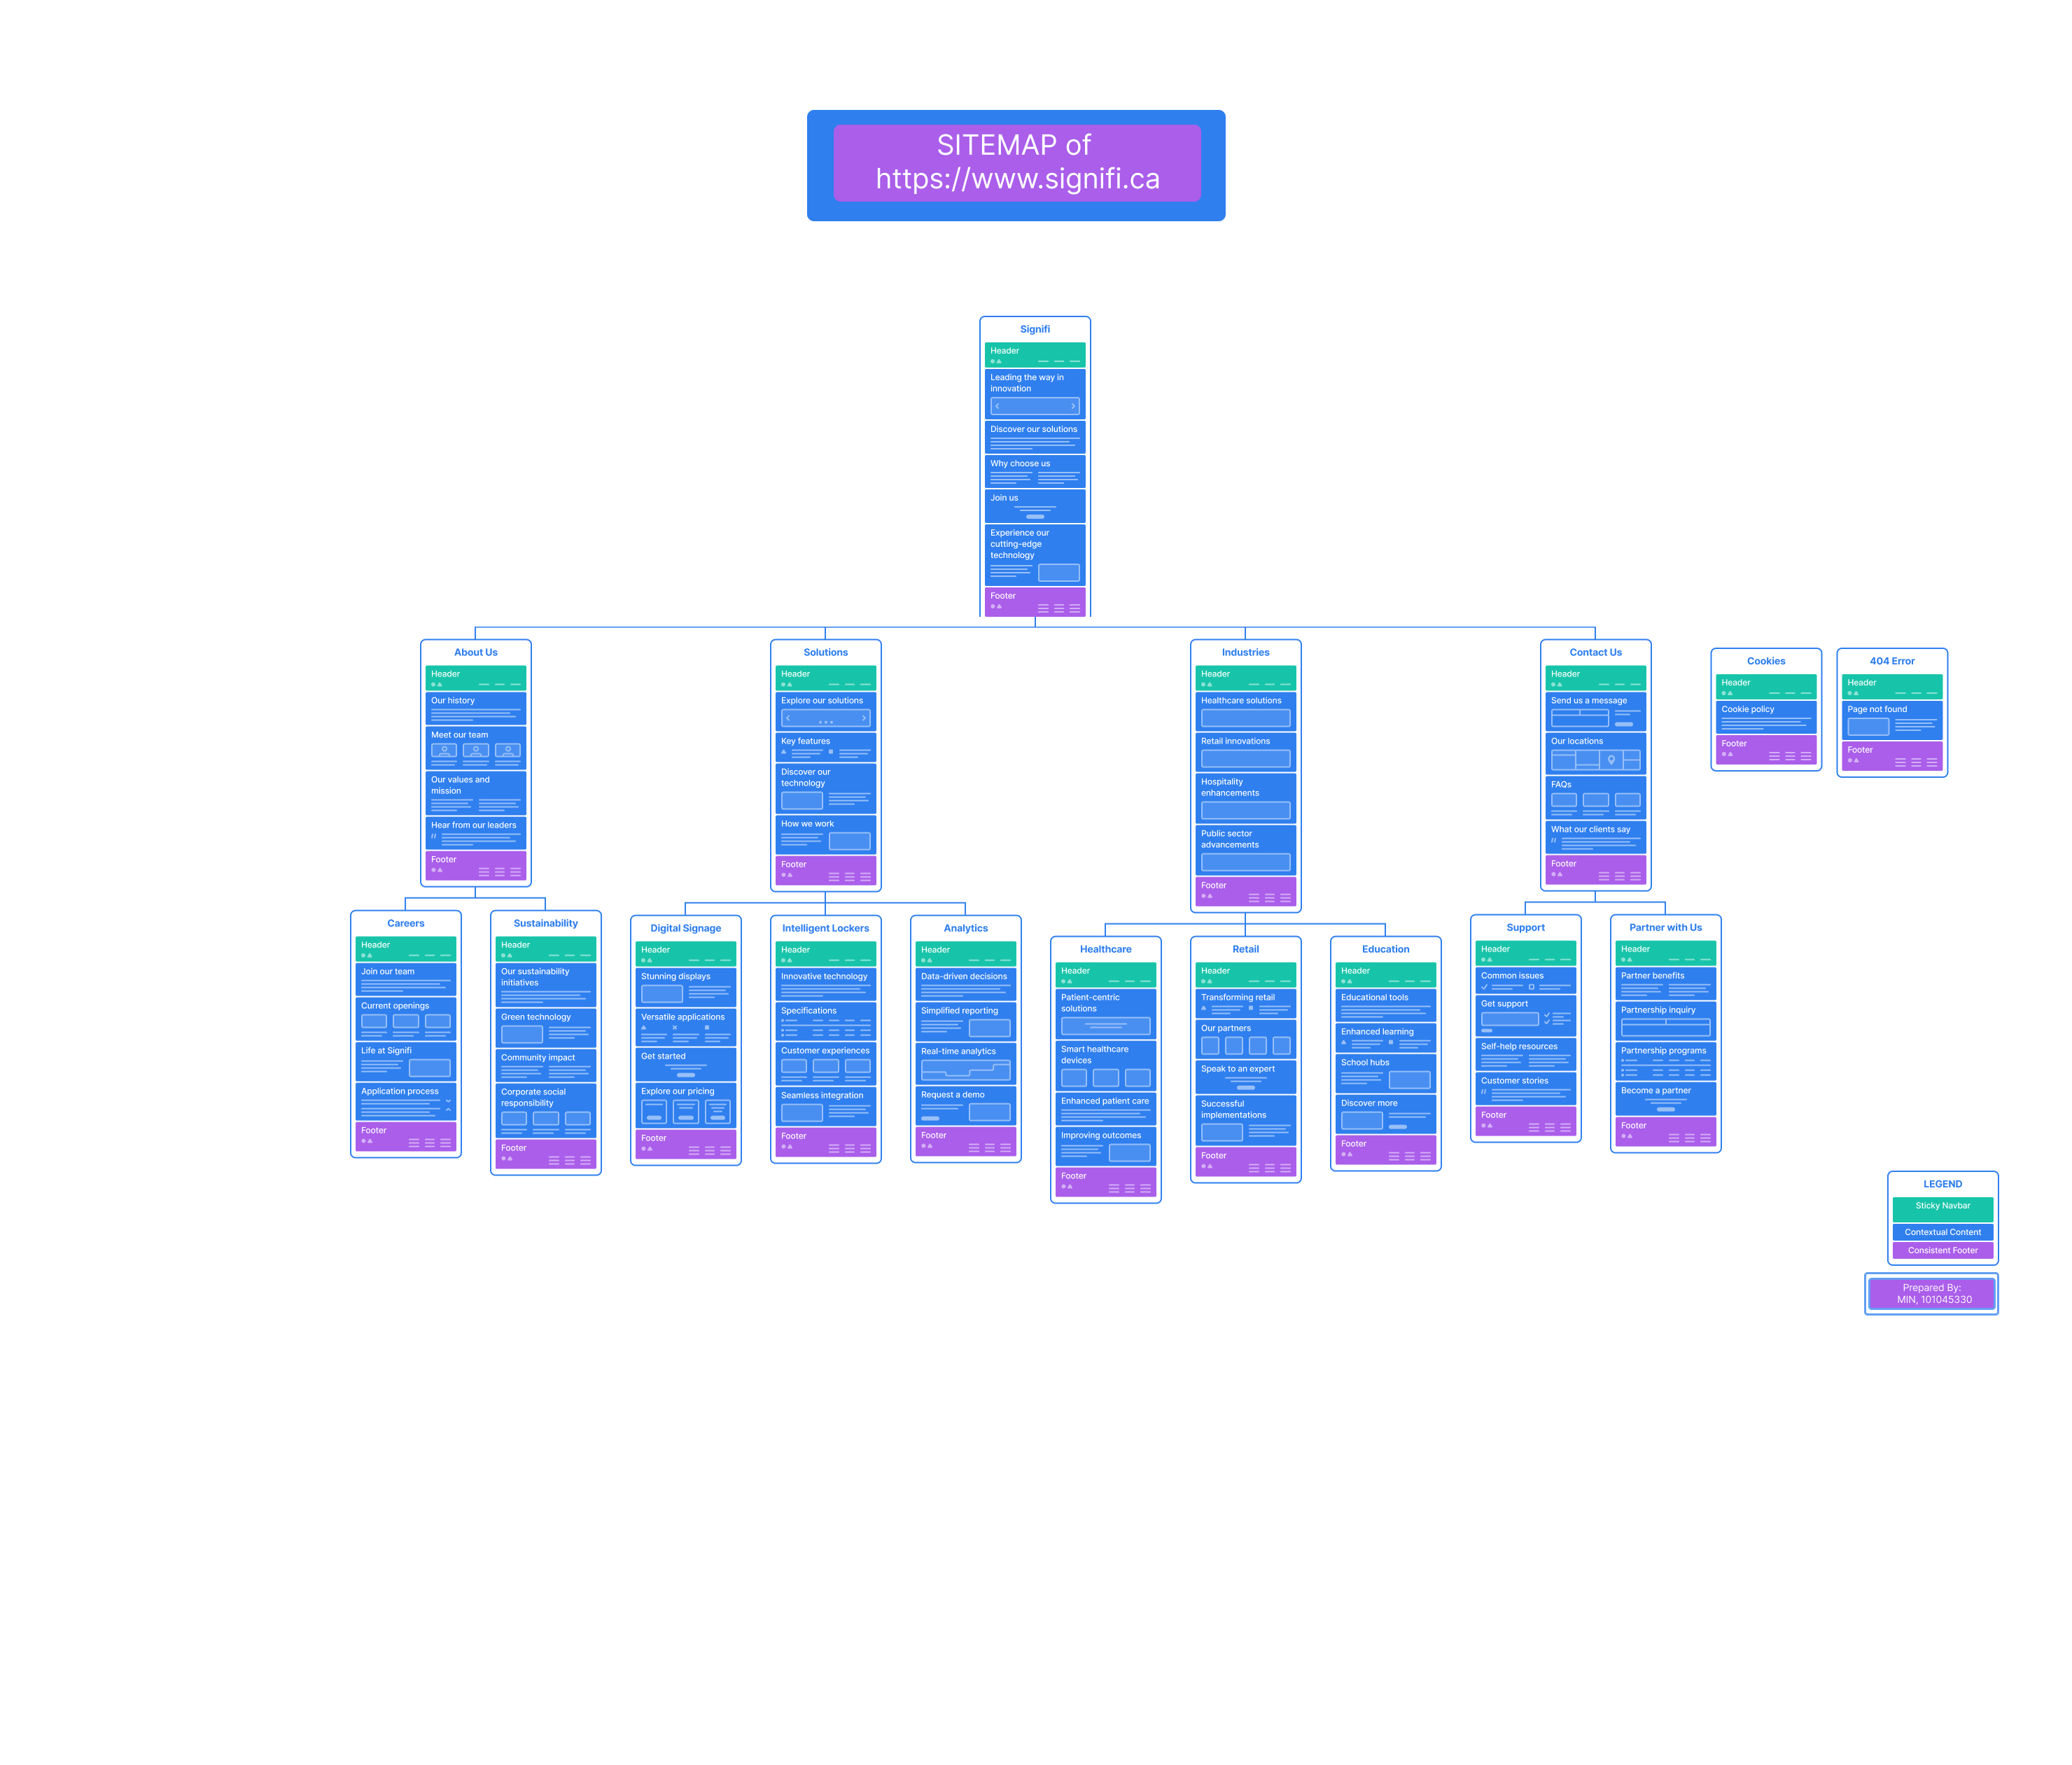 SITEMAP of
https://www.signifi.ca
Signifi
Header
Leading the way in
innovation
Discover our solutions
Why choose us
Join us
Experience our
cutting-edge
technology
Footer
About Us
Header
Our history
Meet our team
Our values and
mission
Hear from our leaders
Footer
Solutions
Header
Explore our solutions
Key features
Discover our
technology
How we work
Footer
Industries
Header
Healthcare solutions
Retail innovations
Hospitality
enhancements
Public sector
advancements
Footer
Contact Us
Header
Send us a message
Our locations
FAQs
What our clients say
Footer
Cookies
Header
Cookie policy
Footer
404 Error
Header
Page not found
Footer
Careers
Header
Join our team
Current openings
Life at Signifi
Application process
Footer
Sustainability
Header
Our sustainability
initiatives
Green technology
Community impact
Corporate social
responsibility
Footer
Digital Signage
Header
Stunning displays
Versatile applications
Get started
Explore our pricing
Footer
Intelligent Lockers
Header
Innovative technology
Specifications
Customer experiences
Seamless integration
Footer
Analytics
Header
Data-driven decisions
Simplified reporting
Real-time analytics
Request a demo
Footer
Healthcare
Header
Patient-centric
solutions
Smart healthcare
devices
Enhanced patient care
Improving outcomes
Footer
Retail
Header
Transforming retail
Our partners
Speak to an expert
Successful
implementations
Footer
Education
Header
Educational tools
Enhanced learning
School hubs
Discover more
Footer
Support
Header
Common issues
Get support
Self-help resources
Customer stories
Footer
Partner with Us
Header
Partner benefits
Partnership inquiry
Partnership programs
Become a partner
Footer
LEGEND
Sticky Navbar
Contextual Content
Consistent Footer
Prepared By:
MIN, 101045330